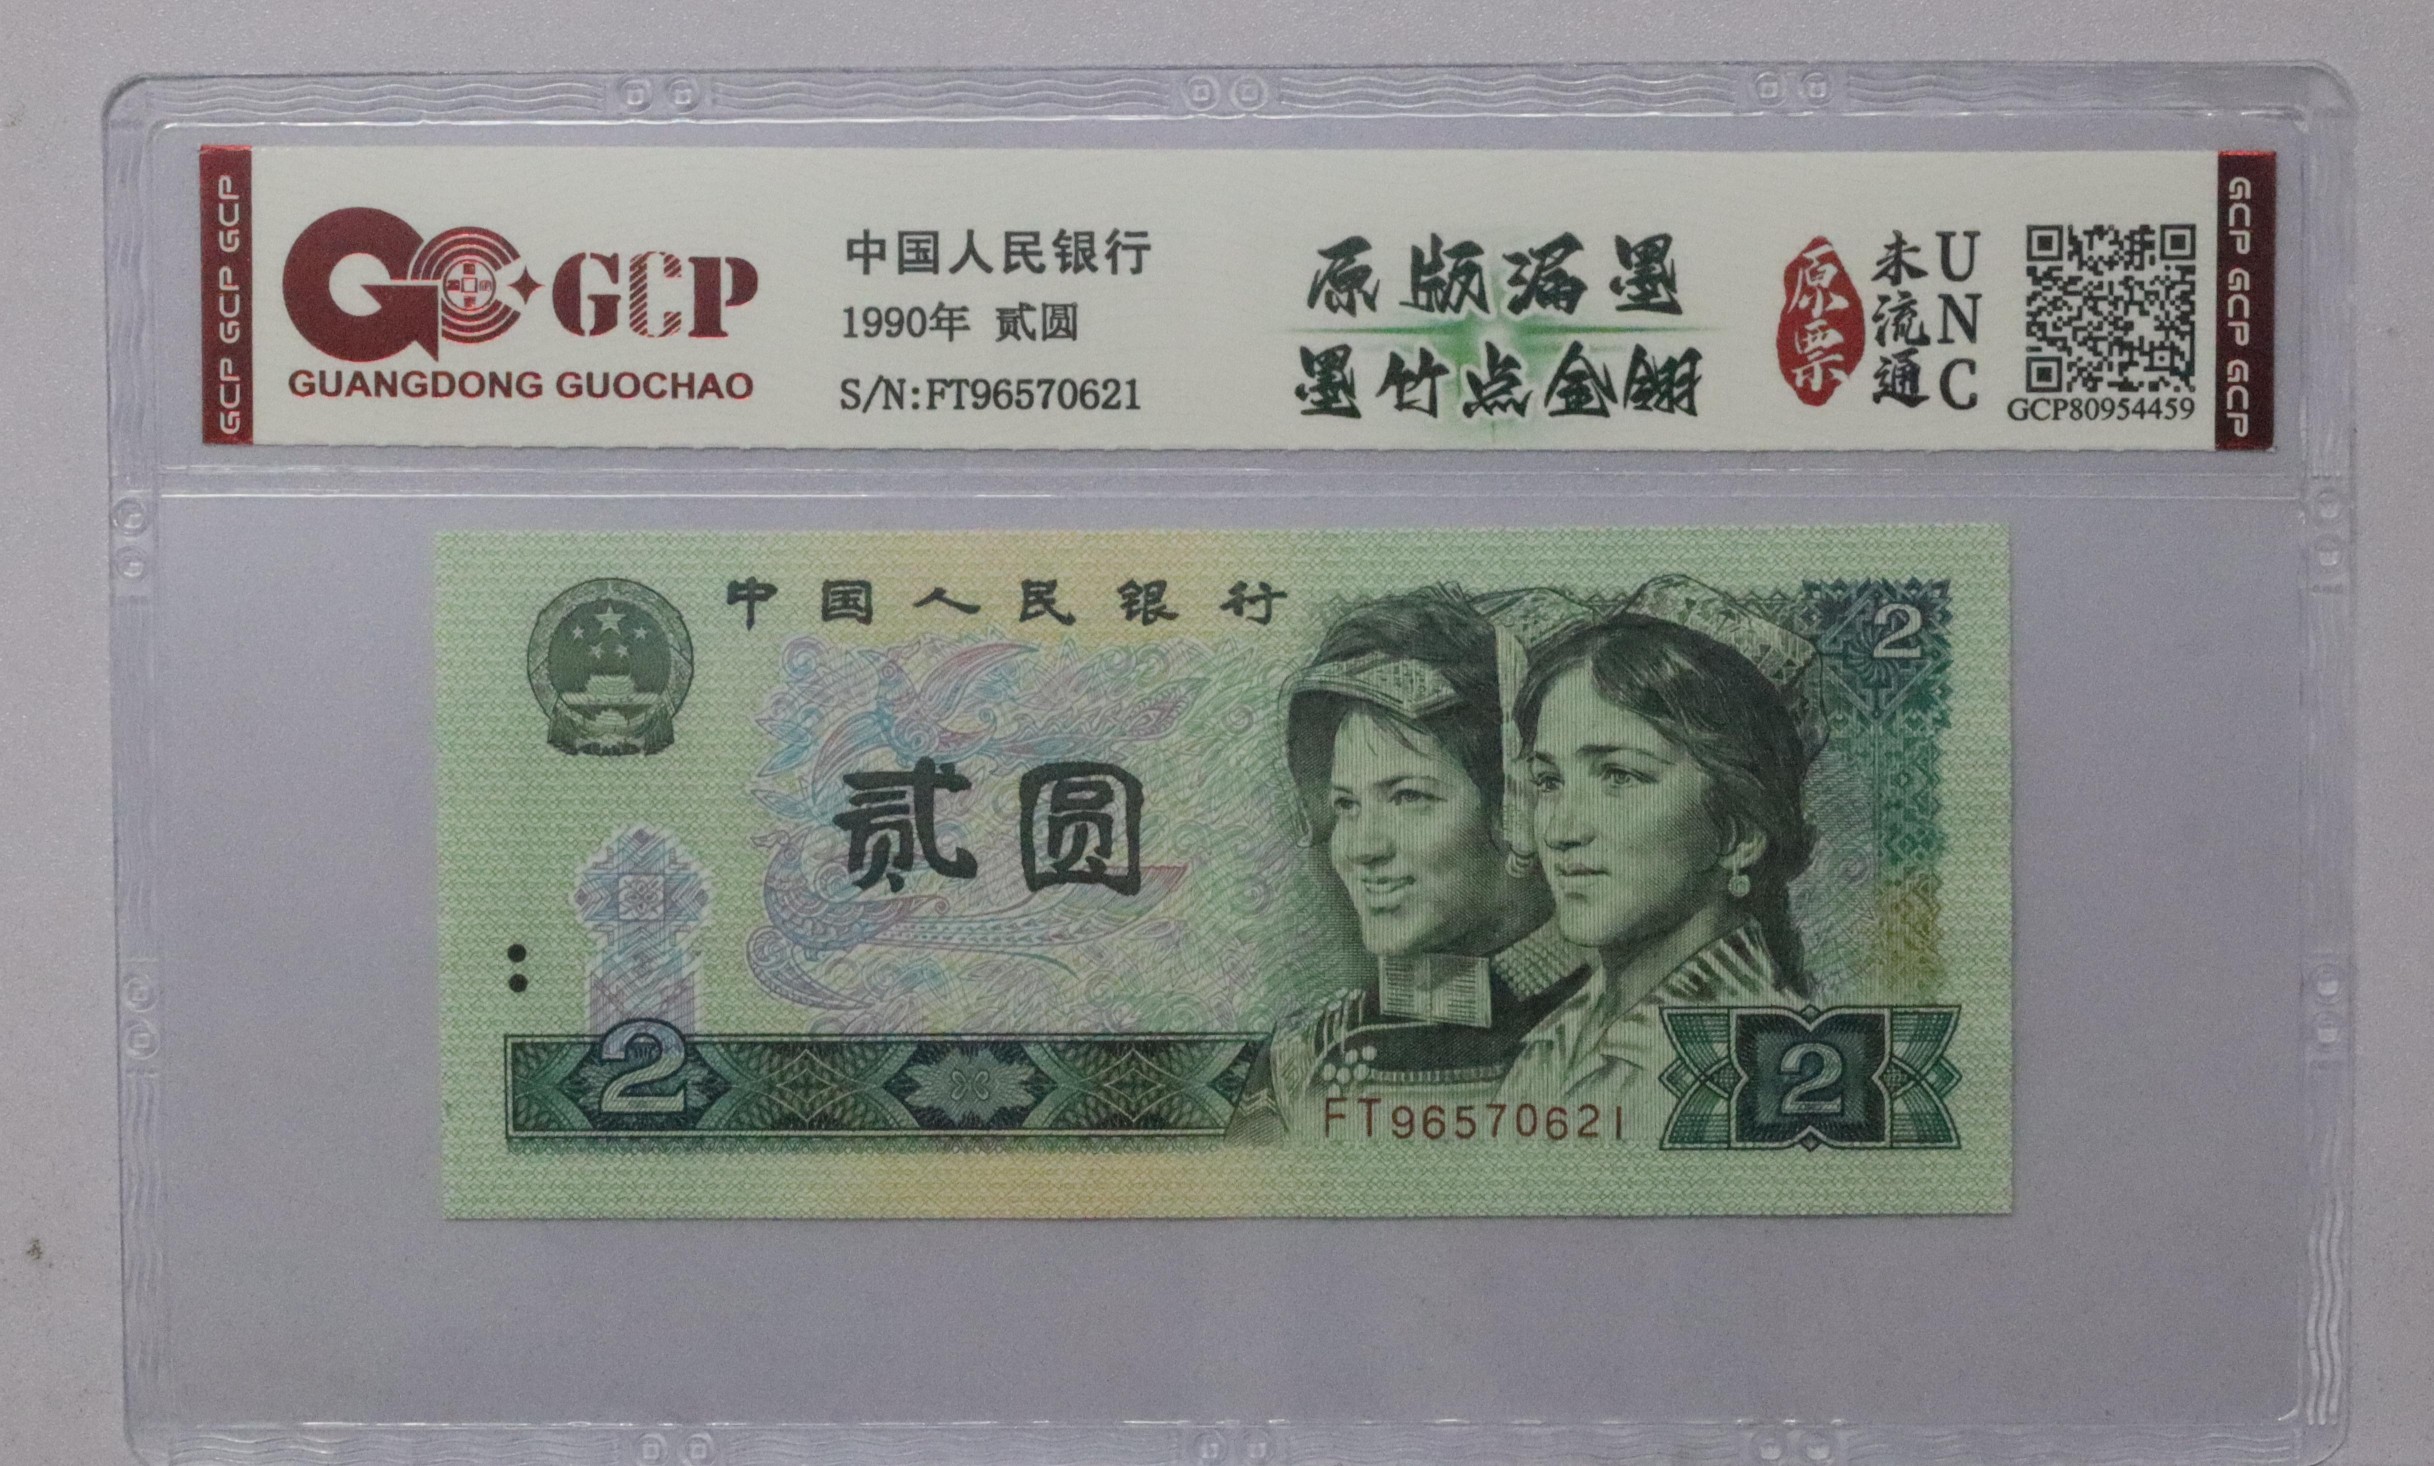 GCP GCP GCP
GCP
GUANGDONG GUOCHAO
中国人民银行
1990年 贰圆
S/N:FT96570621
原版漏墨
墨竹点金翎
原票
未流通
UNC
GCP80954459
GCP GCP GCP
中国人民银行
2
贰圆
2
2
FT96570621